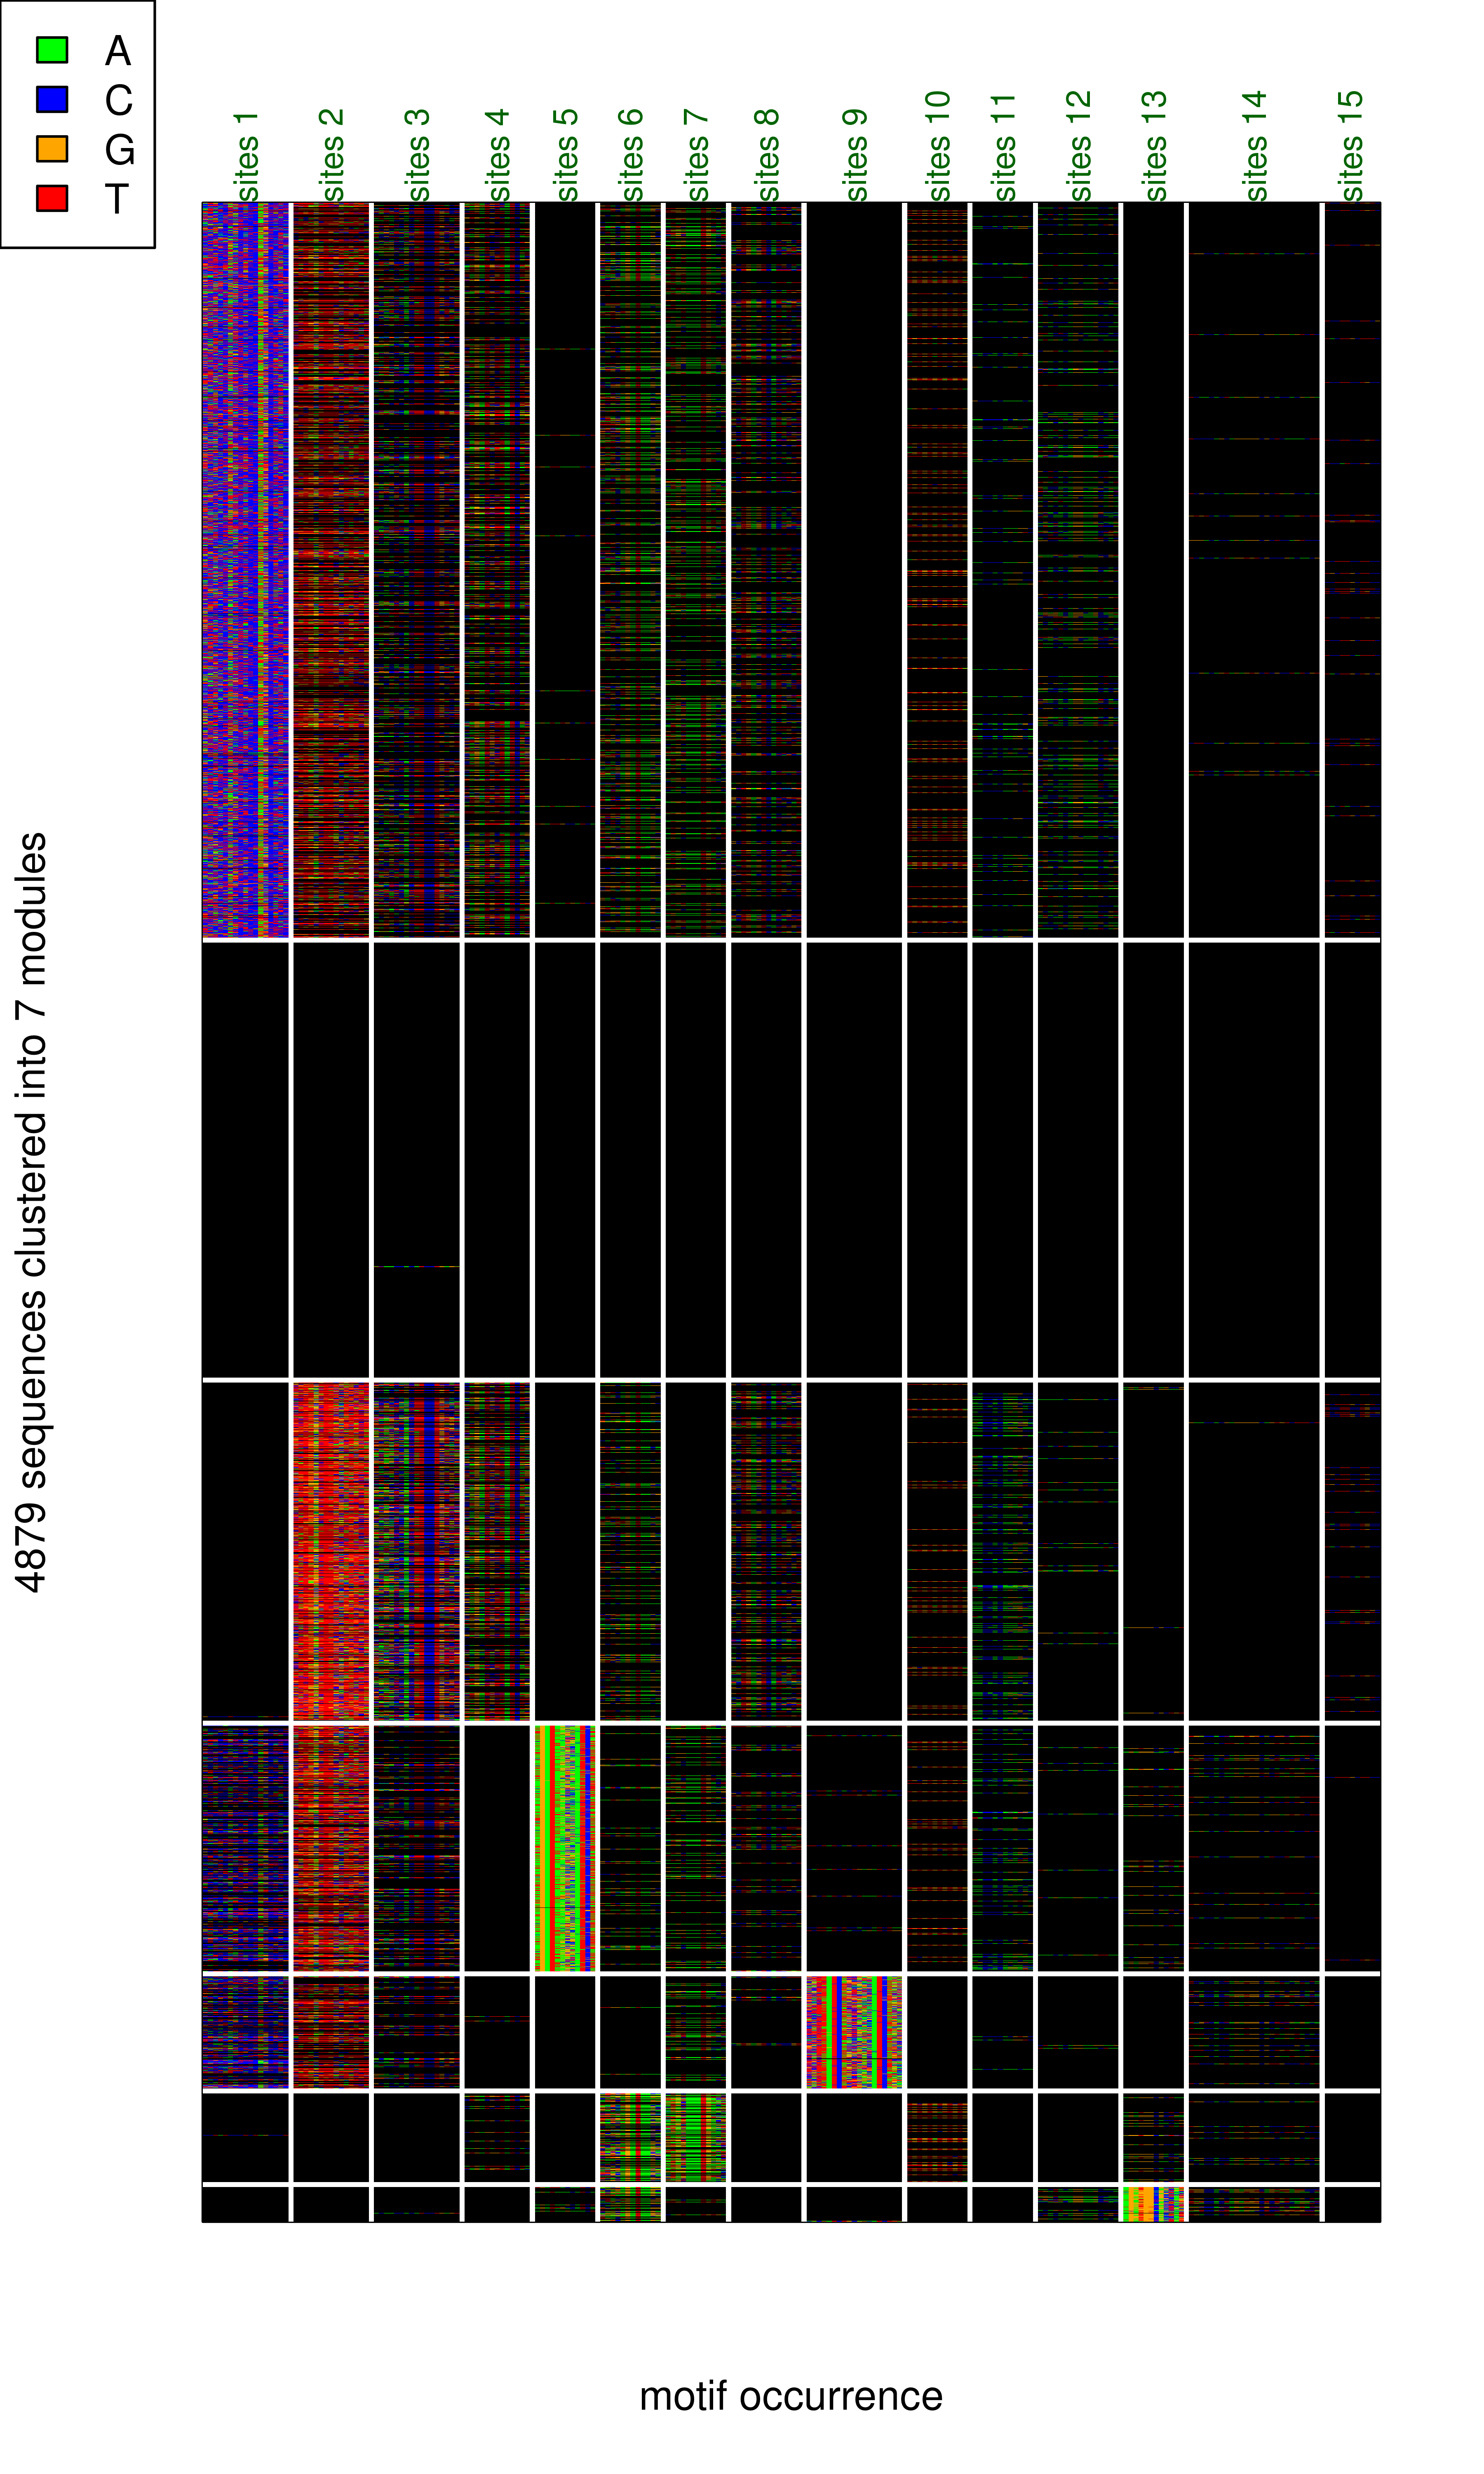 A
C
G
T
sites 1
sites 2
sites 3
sites 4
sites 5
sites 6
sites 7
sites 8
sites 9
sites 10
sites 11
sites 12
sites 13
sites 14
sites 15
4879 sequences clustered into 7 modules
motif occurrence